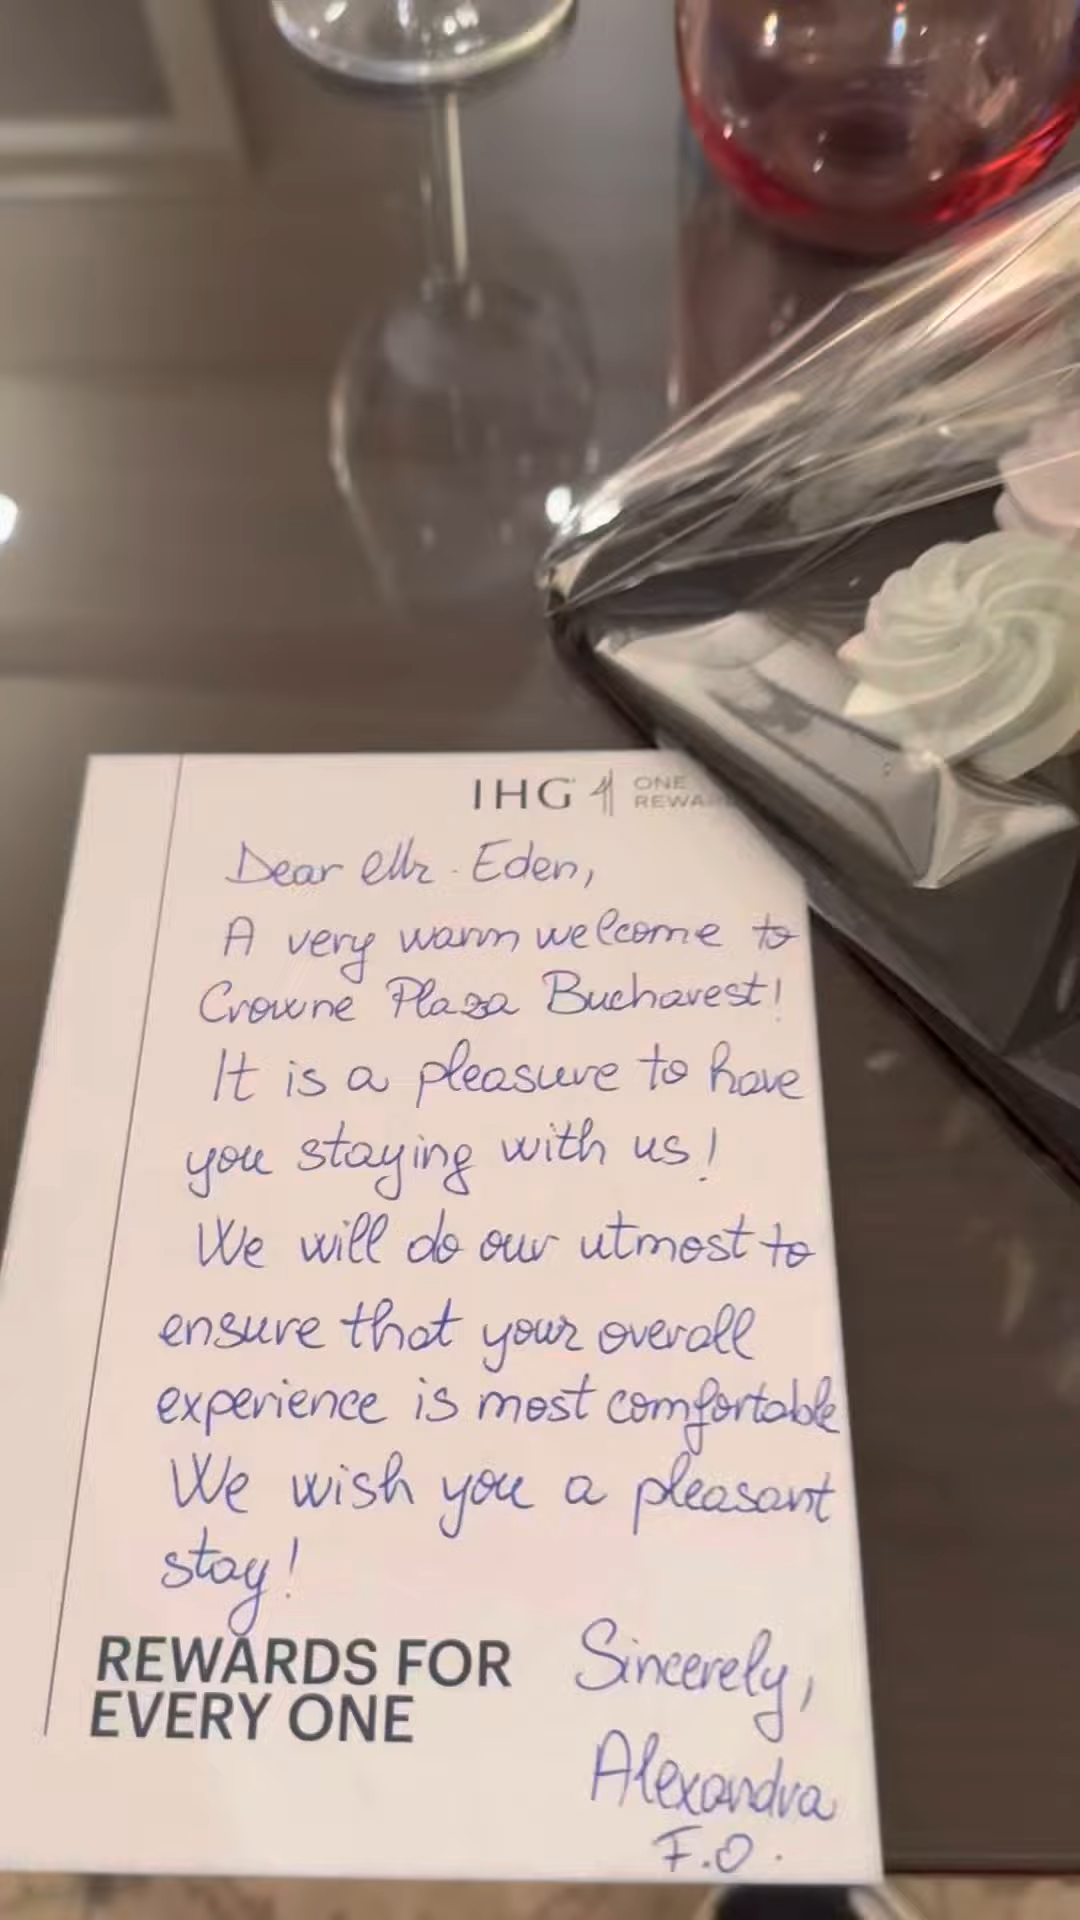 IHG ONE
REWA
Dear Mr. Eden,
A very warm welcome to
Crowne Plaza Bucharest!
It is a pleasure to have
you staying with us!
We will do our utmost to
ensure that your overall
experience is most comfortable
We wish you a pleasant
stay!
REWARDS FOR
EVERY ONE
Sincerely,
Alexandra
F.O.